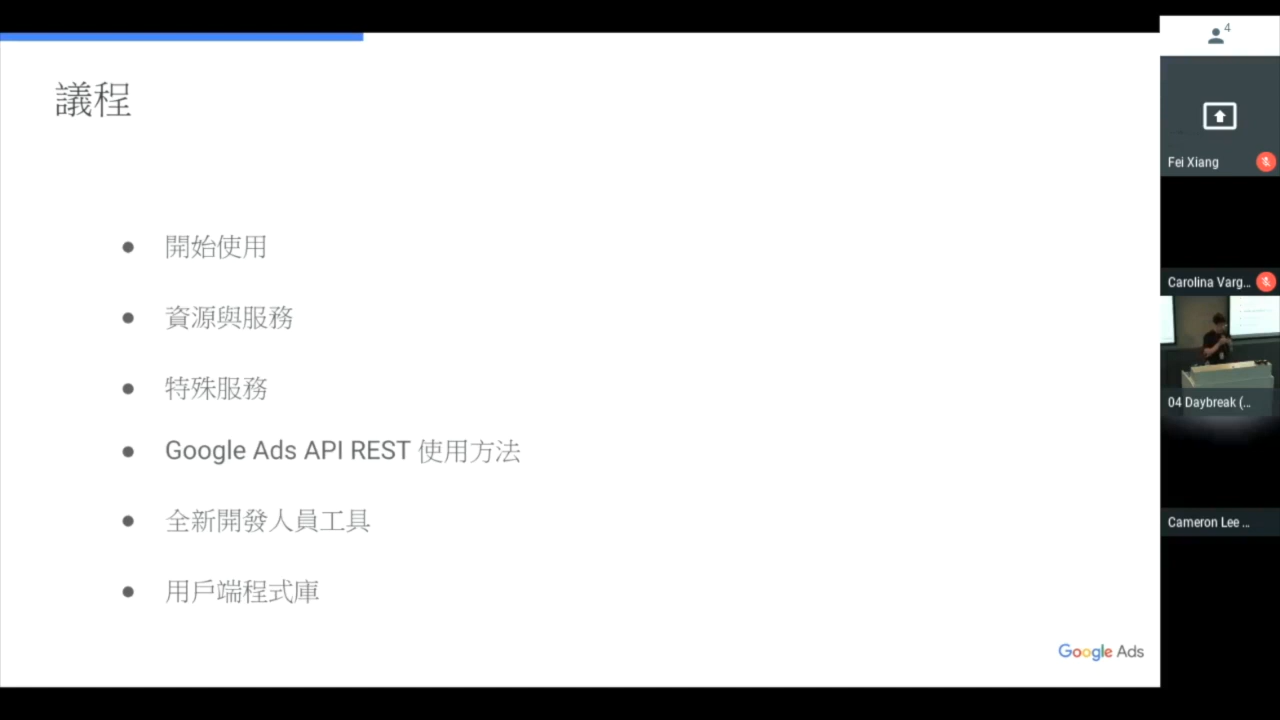 議程
開始使用
資源與服務
特殊服務
Google Ads API REST 使用方法
全新開發人員工具
用戶端程式庫
Google Ads
4
Fei Xiang
Carolina Varg...
04 Daybreak (...
Cameron Lee ...